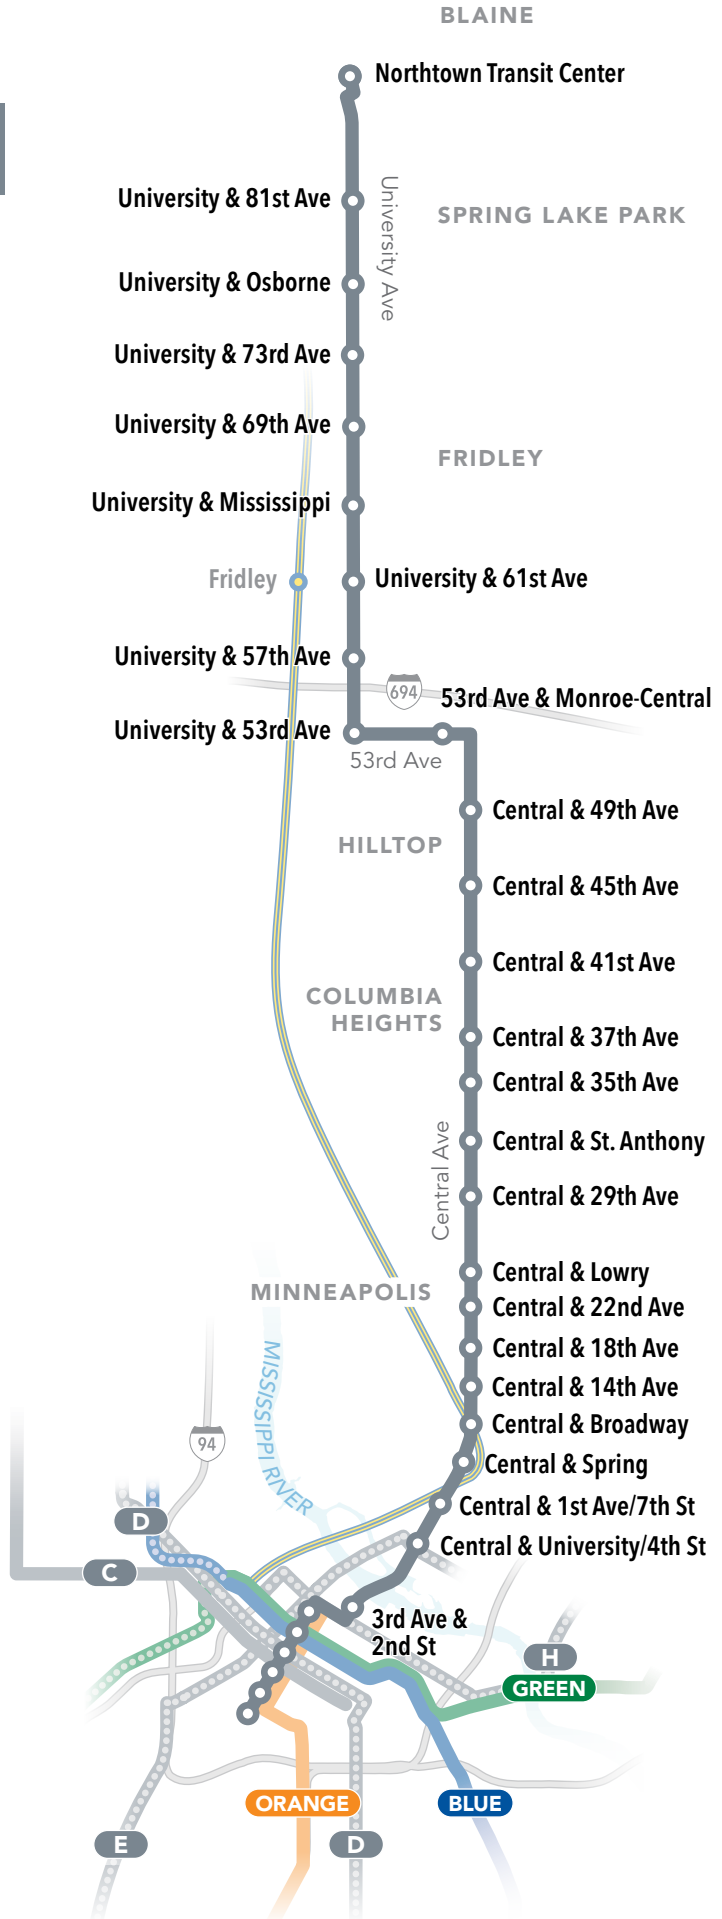 BLAINE
Northtown Transit Center
University & 81st Ave
University Ave
SPRING LAKE PARK
University & Osborne
University & 73rd Ave
University & 69th Ave
FRIDLEY
University & Mississippi
Fridley
University & 61st Ave
University & 57th Ave
694
53rd Ave & Monroe-Central
University & 53rd Ave
53rd Ave
Central & 49th Ave
HILLTOP
Central & 45th Ave
Central & 41st Ave
COLUMBIA
HEIGHTS
Central & 37th Ave
Central & 35th Ave
Central Ave
Central & St. Anthony
Central & 29th Ave
Central & Lowry
MINNEAPOLIS
Central & 22nd Ave
Central & 18th Ave
MISSISSIPPI RIVER
Central & 14th Ave
Central & Broadway
94
Central & Spring
Central & 1st Ave/7th St
D
Central & University/4th St
C
3rd Ave &
2nd St
H
GREEN
ORANGE
BLUE
E
D